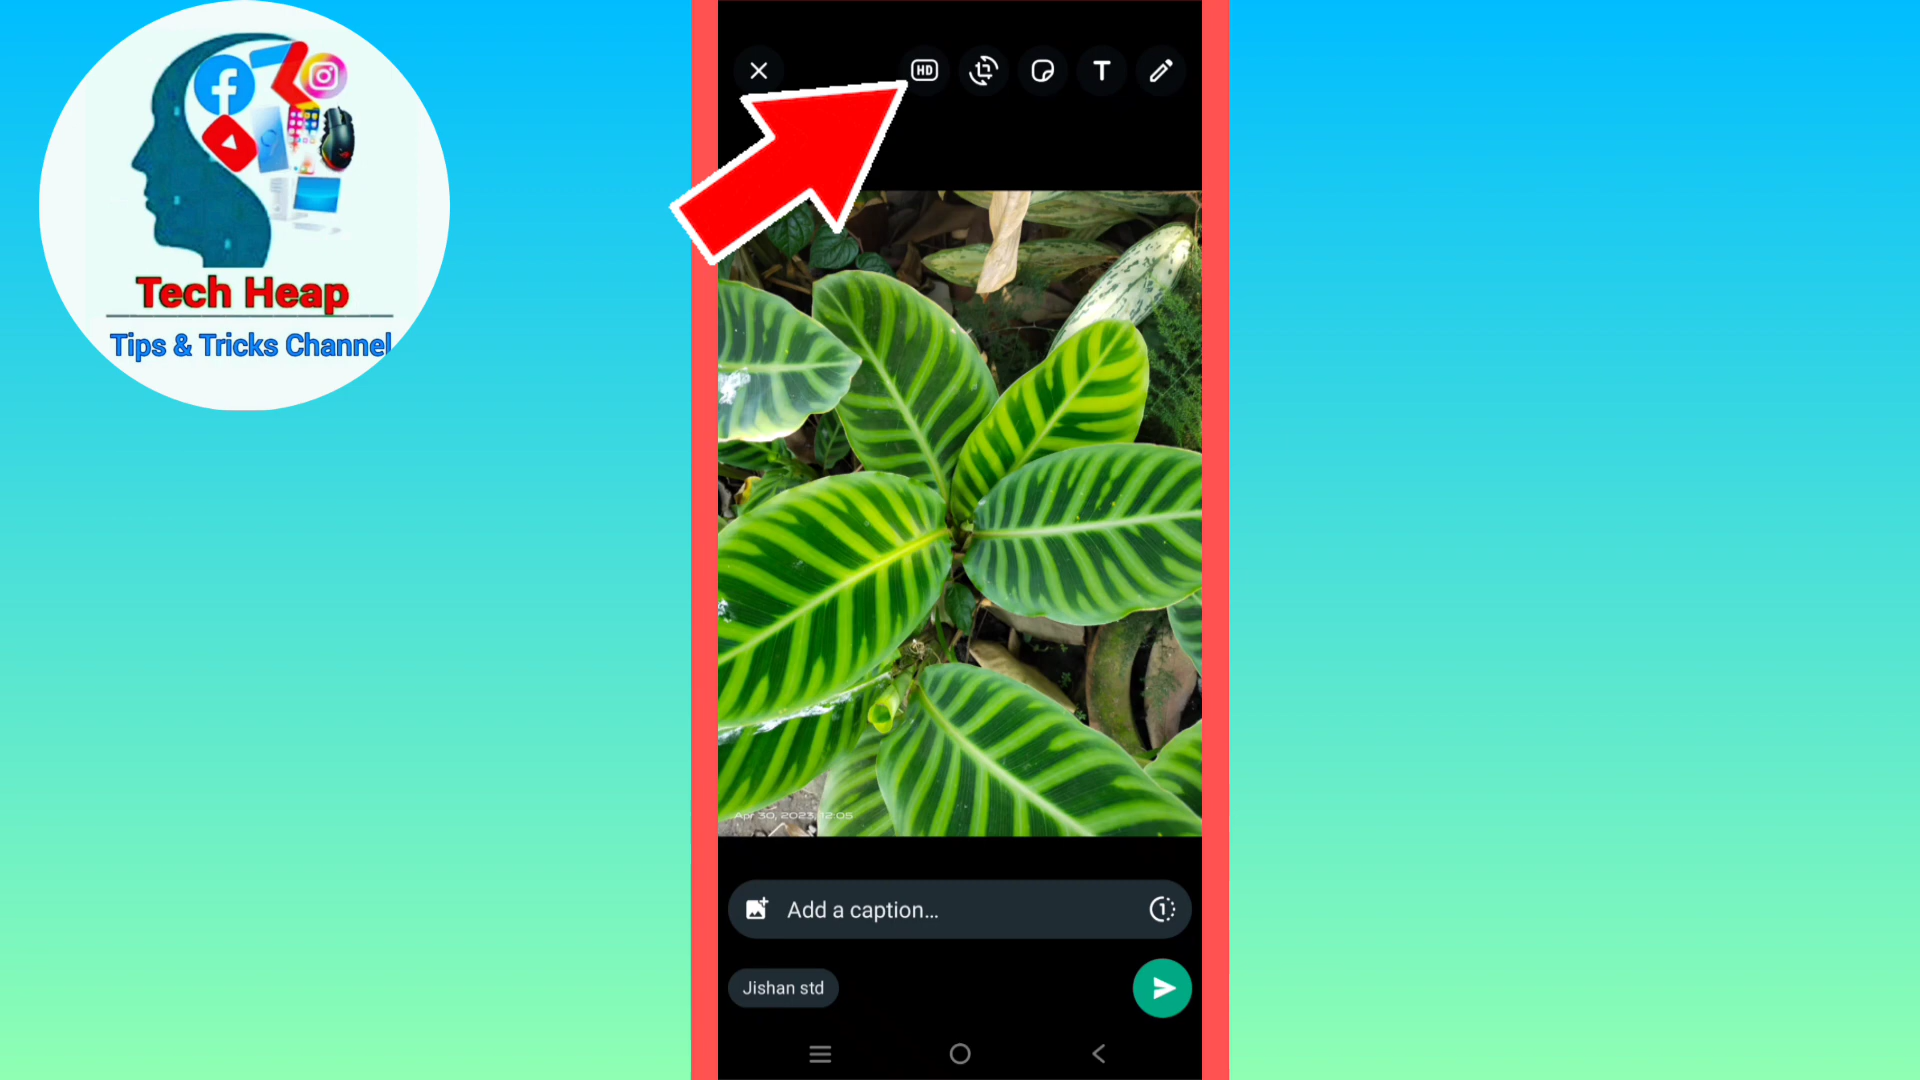 Tech Heap
Tips & Tricks Channel
HD
T
Apr 30, 2023, 12:05
Add a caption...
1
Jishan std